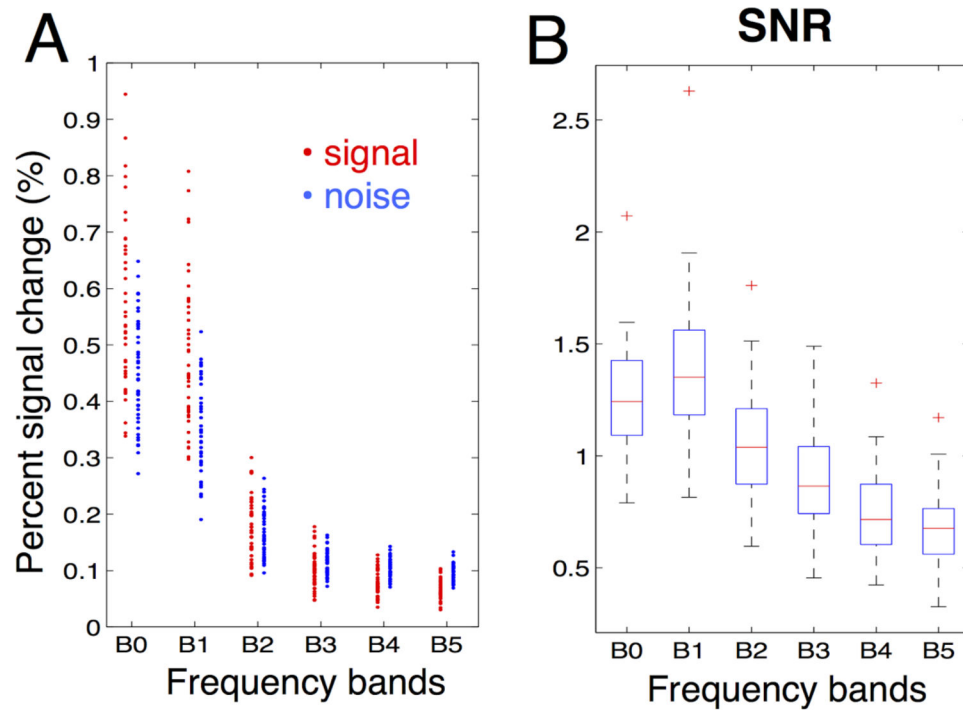 A
Percent signal change (%)
1
0.9
0.8
0.7
0.6
0.5
0.4
0.3
0.2
0.1
0
signal
noise
B0 B1 B2 B3 B4 B5
Frequency bands
B
SNR
2.5
2
1.5
1
0.5
B0 B1 B2 B3 B4 B5
Frequency bands